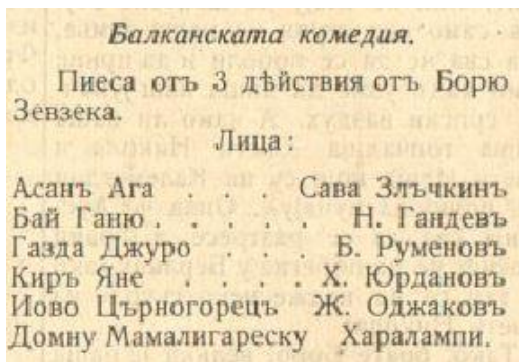 Балканската комедия.
Пиеса отъ 3 дѣйствия отъ Борю
Зевзека.
Лица:
Асанъ Ага . . . Сава Злъчкинъ
Бай Ганю . . . . Н. Гандевъ
Газда Джуро . . Б. Руменовъ
Киръ Яне . . . . Х. Юрдановъ
Иово Църногорецъ Ж. Оджаковъ
Домну Мамалигареску Харалампи.